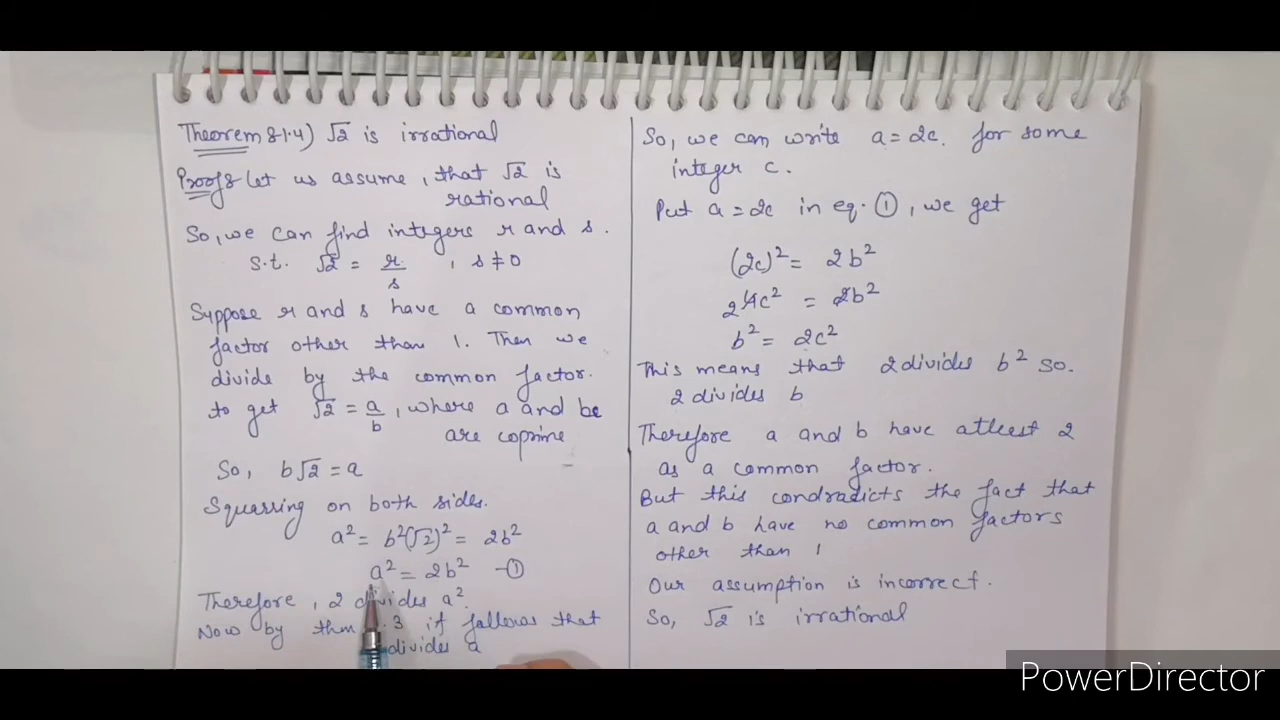 Theorem 8.1.4) √2 is irrational
Proof: Let us assume, that √2 is
rational
So, we can find integers r and s.
s.t. √2 = r/s , s ≠ 0
Suppose r and s have a common
factor other than 1. Then we
divide by the common factor.
to get √2 = a/b, where a and be
are coprime
So, b√2 = a
Squarring on both sides.
a² = b²(√2)² = 2b²
a² = 2b² -①
Therefore, 2 divides a².
Now by thm .3 it follows that
divides a
So, we can write a = 2c. for some
integer c.
Put a = 2c in eq. ①, we get
(2c)² = 2b²
2 4c² = 2b²
b² = 2c²
This means that 2 divides b² so.
2 divides b
Therefore a and b have atleest 2
as a common factor.
But this condradicts the fact that
a and b have no common factors
other than 1
Our assumption is incorrect.
So, √2 is irrational
PowerDirector